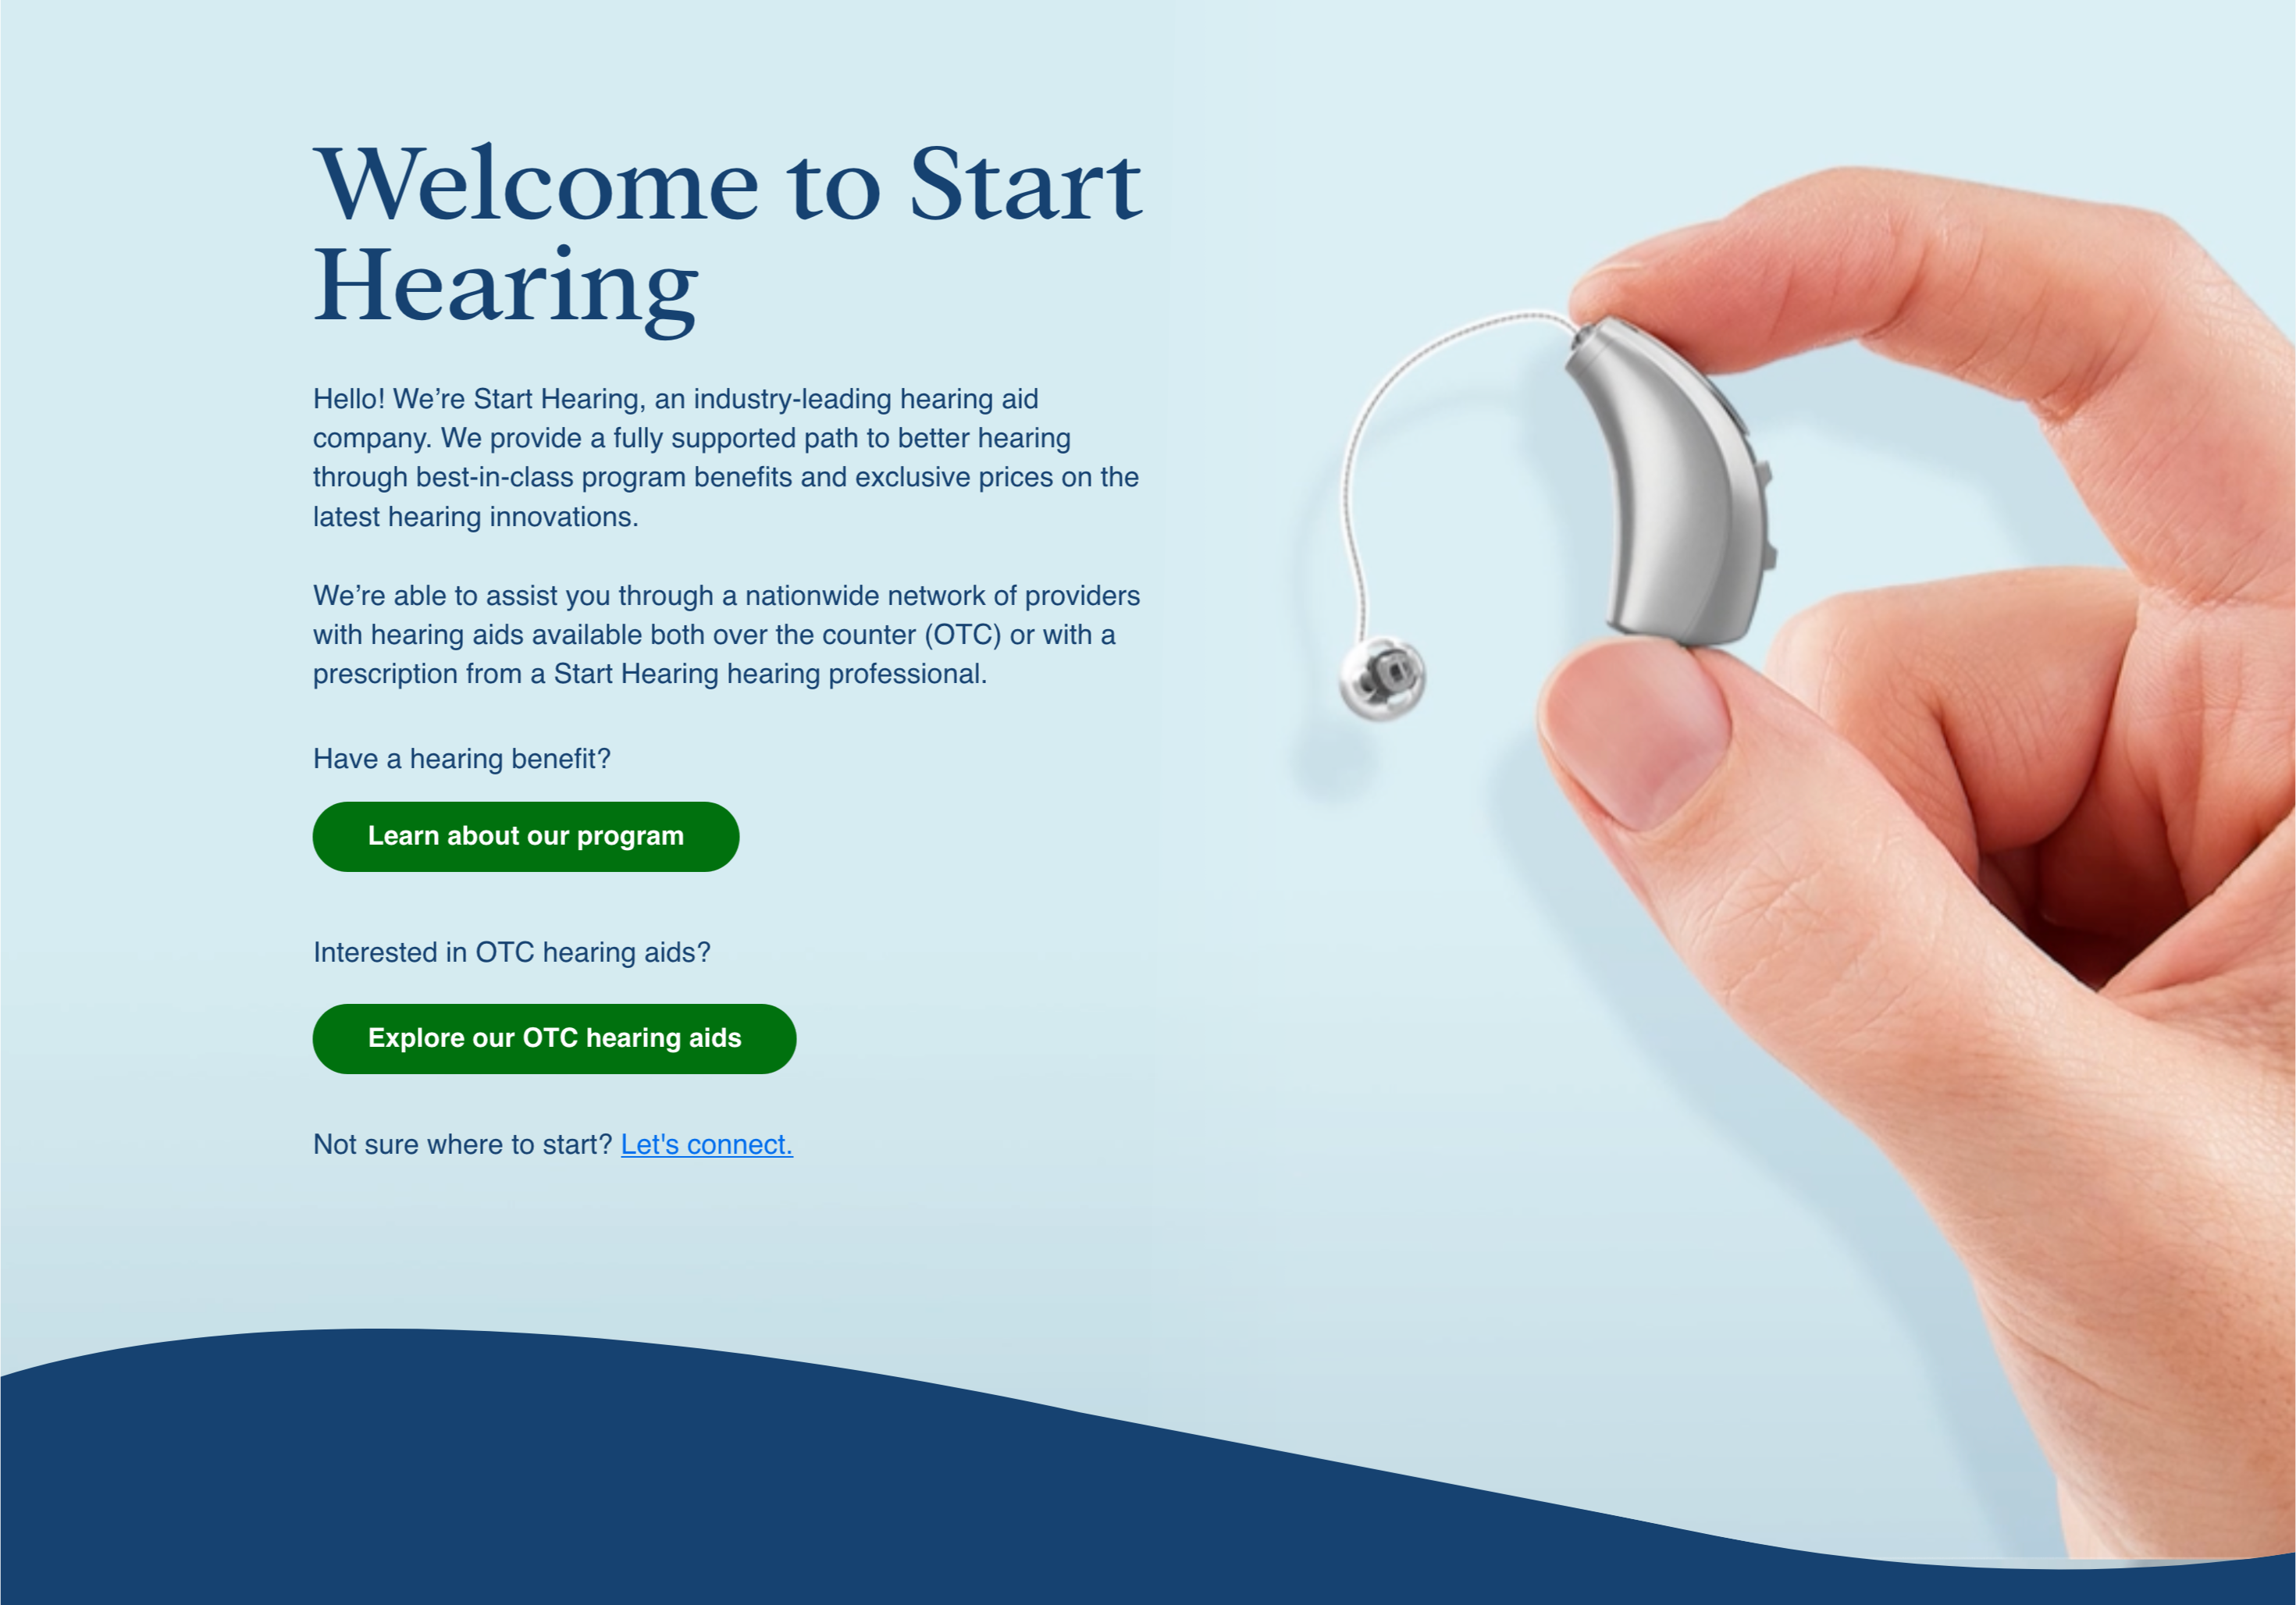 Welcome to Start
Hearing
Hello! We’re Start Hearing, an industry-leading hearing aid
company. We provide a fully supported path to better hearing
through best-in-class program benefits and exclusive prices on the
latest hearing innovations.
We’re able to assist you through a nationwide network of providers
with hearing aids available both over the counter (OTC) or with a
prescription from a Start Hearing hearing professional.
Have a hearing benefit?
Learn about our program
Interested in OTC hearing aids?
Explore our OTC hearing aids
Not sure where to start? Let's connect.